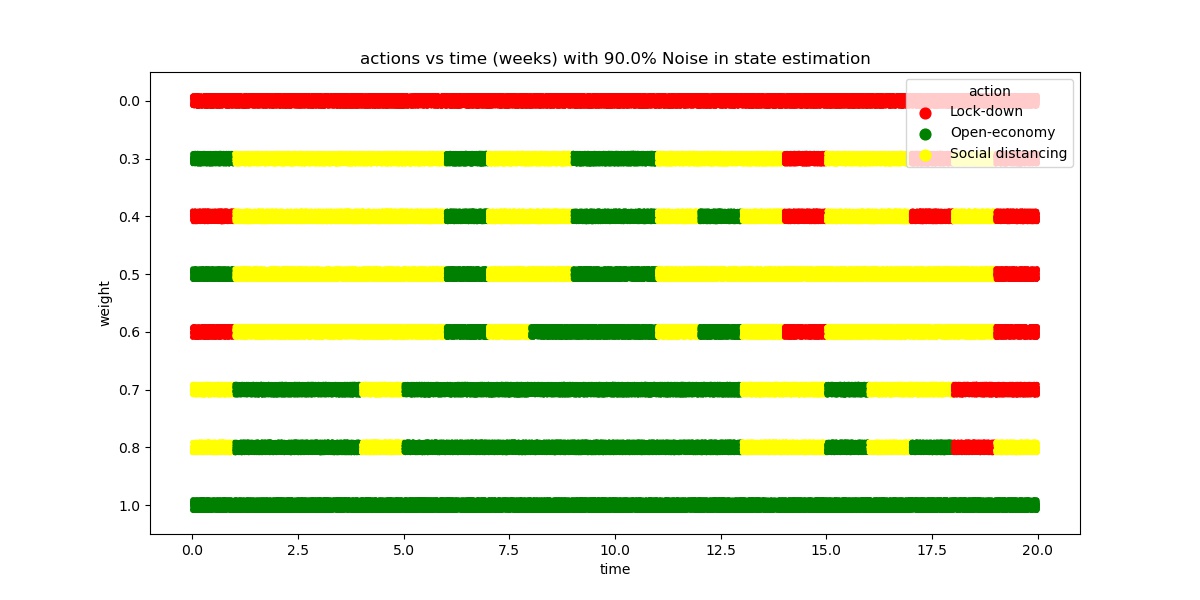 actions vs time (weeks) with 90.0% Noise in state estimation
action
Lock-down
Open-economy
Social distancing
weight
0.0
0.3
0.4
0.5
0.6
0.7
0.8
1.0
0.0 2.5 5.0 7.5 10.0 12.5 15.0 17.5 20.0
time